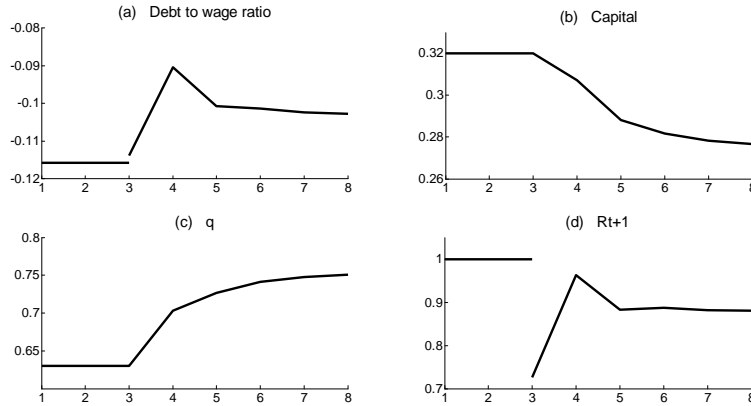 (a) Debt to wage ratio
-0.08
-0.09
-0.1
-0.11
-0.12
1 2 3 4 5 6 7 8
(b) Capital
0.32
0.3
0.28
0.26
1 2 3 4 5 6 7 8
(c) q
0.8
0.75
0.7
0.65
1 2 3 4 5 6 7 8
(d) Rt+1
1
0.9
0.8
0.7
1 2 3 4 5 6 7 8